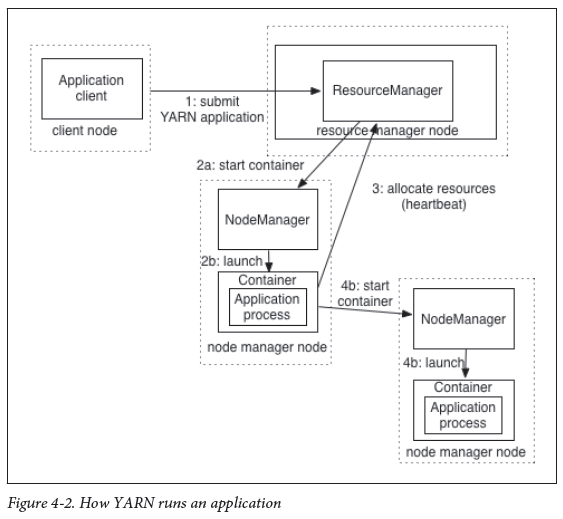 Application
client
client node
1: submit
YARN application
ResourceManager
resource manager node
2a: start container
3: allocate resources
(heartbeat)
NodeManager
2b: launch
Container
Application
process
node manager node
4b: start
container
NodeManager
4b: launch
Container
Application
process
node manager node
Figure 4-2. How YARN runs an application